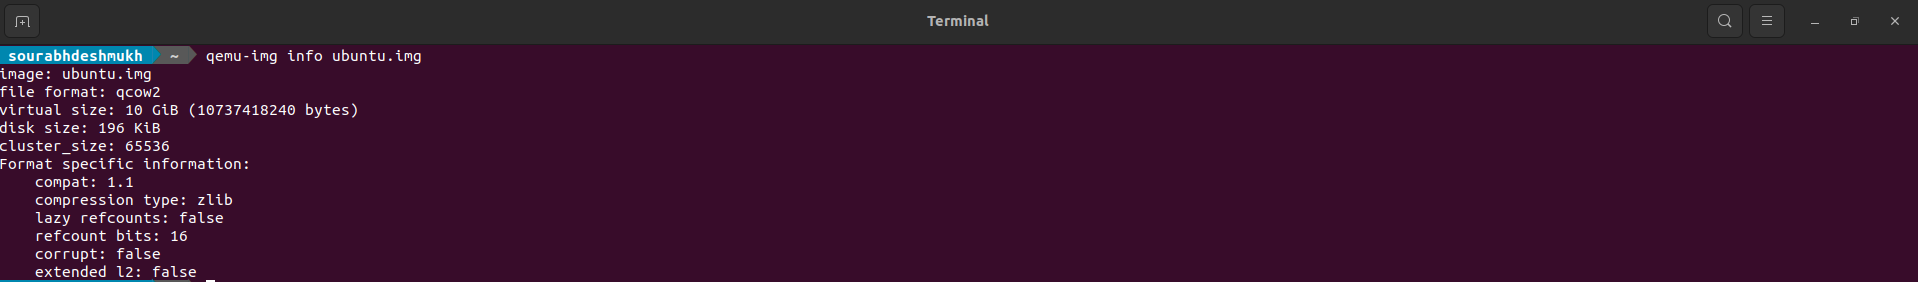 Terminal
sourabhdeshmukh ~ qemu-img info ubuntu.img
image: ubuntu.img
file format: qcow2
virtual size: 10 GiB (10737418240 bytes)
disk size: 196 KiB
cluster_size: 65536
Format specific information:
    compat: 1.1
    compression type: zlib
    lazy refcounts: false
    refcount bits: 16
    corrupt: false
    extended l2: false